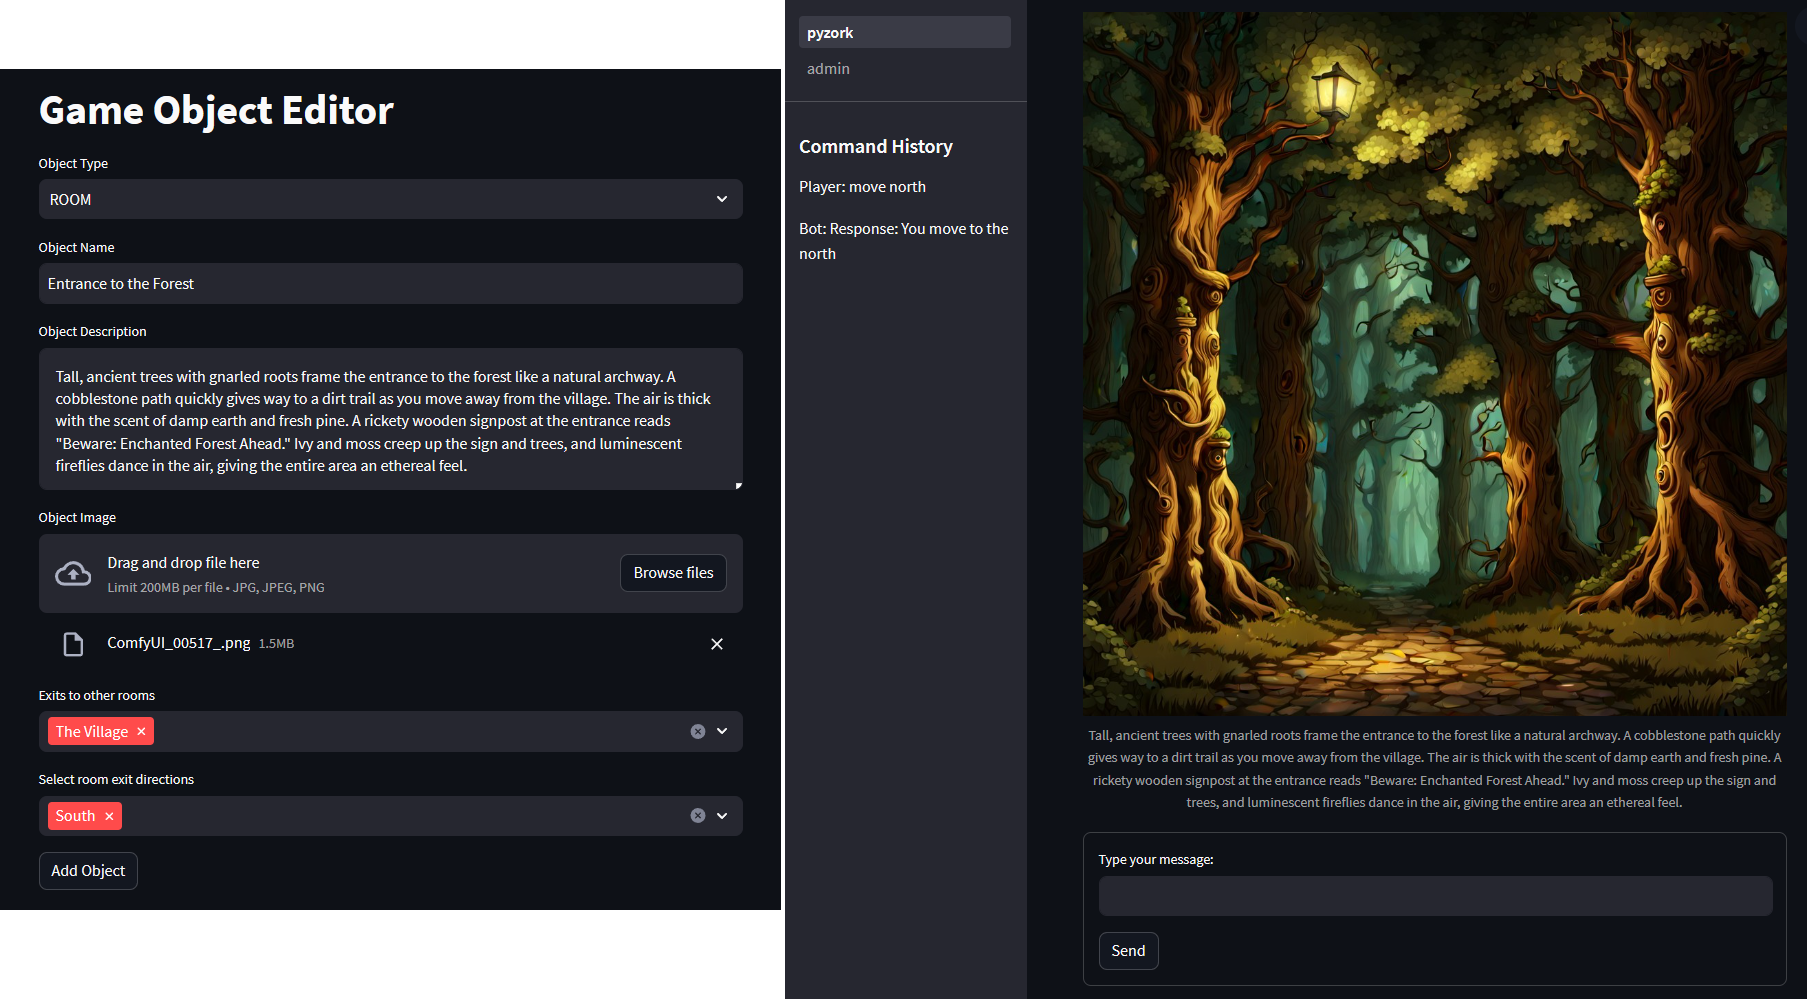 Game Object Editor
Object Type
ROOM
Object Name
Entrance to the Forest
Object Description
Tall, ancient trees with gnarled roots frame the entrance to the forest like a natural archway. A
cobblestone path quickly gives way to a dirt trail as you move away from the village. The air is thick
with the scent of damp earth and fresh pine. A rickety wooden signpost at the entrance reads
"Beware: Enchanted Forest Ahead." Ivy and moss creep up the sign and trees, and luminescent
fireflies dance in the air, giving the entire area an ethereal feel.
Object Image
Drag and drop file here
Limit 200MB per file • JPG, JPEG, PNG
Browse files
ComfyUI_00517_.png 1.5MB
Exits to other rooms
The Village
Select room exit directions
South
Add Object
pyzork
admin
Command History
Player: move north
Bot: Response: You move to the
north
Tall, ancient trees with gnarled roots frame the entrance to the forest like a natural archway. A cobblestone path quickly
gives way to a dirt trail as you move away from the village. The air is thick with the scent of damp earth and fresh pine. A
rickety wooden signpost at the entrance reads "Beware: Enchanted Forest Ahead." Ivy and moss creep up the sign and
trees, and luminescent fireflies dance in the air, giving the entire area an ethereal feel.
Type your message:
Send